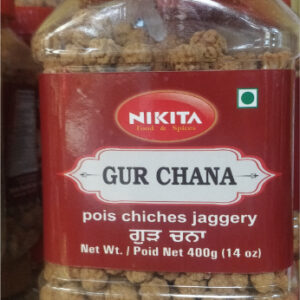 NIKITA
Food & Spices
GUR CHANA
pois chiches jaggery
ਗੁੜ ਚਨਾ
Net Wt. / Poid Net 400g (14 oz)